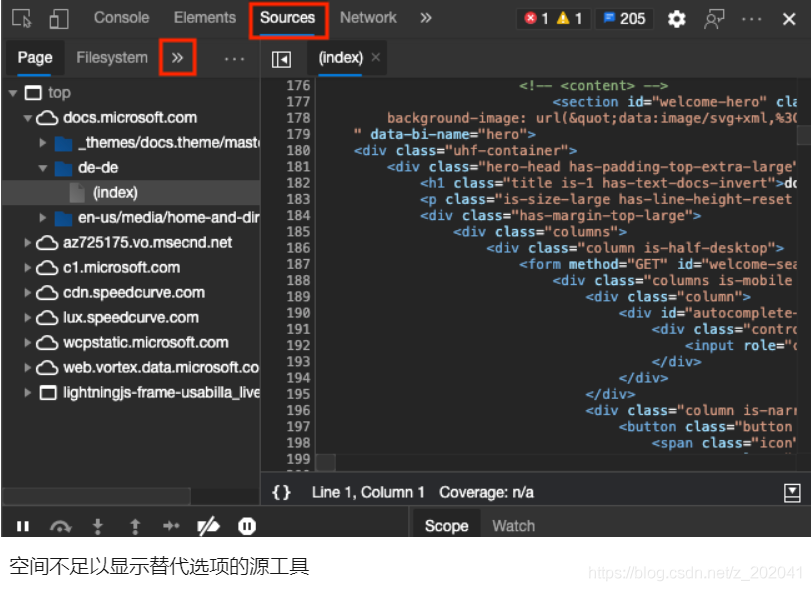 Console Elements Sources Network » 1 1 205 ··· ×
Page Filesystem » ··· (index) ×
top
docs.microsoft.com
_themes/docs.theme/mast
de-de
(index)
en-us/media/home-and-dir
az725175.vo.msecnd.net
c1.microsoft.com
cdn.speedcurve.com
lux.speedcurve.com
wcpstatic.microsoft.com
web.vortex.data.microsoft.co
lightningjs-frame-usabilla_live
176 <!-- <content> -->
177 <section id="welcome-hero" cla
178 background-image: url(&quot;data:image/svg+xml,%3C
179 " data-bi-name="hero">
180 <div class="uhf-container">
181 <div class="hero-head has-padding-top-extra-large"
182 <h1 class="title is-1 has-text-docs-invert">do
183 <p class="is-size-large has-line-height-reset
184 <div class="has-margin-top-large">
185 <div class="columns">
186 <div class="column is-half-desktop">
187 <form method="GET" id="welcome-sea
188 <div class="columns is-mobile
189 <div class="column">
190 <div id="autocomplete-
191 <div class="contro
192 <input role="c
193 </div>
194 </div>
195 </div>
196 <div class="column is-narr
197 <button class="button
198 <span class="icon"
199
{ } Line 1, Column 1 Coverage: n/a
Scope Watch
空间不足以显示替代选项的源工具
https://blog.csdn.net/z_202041